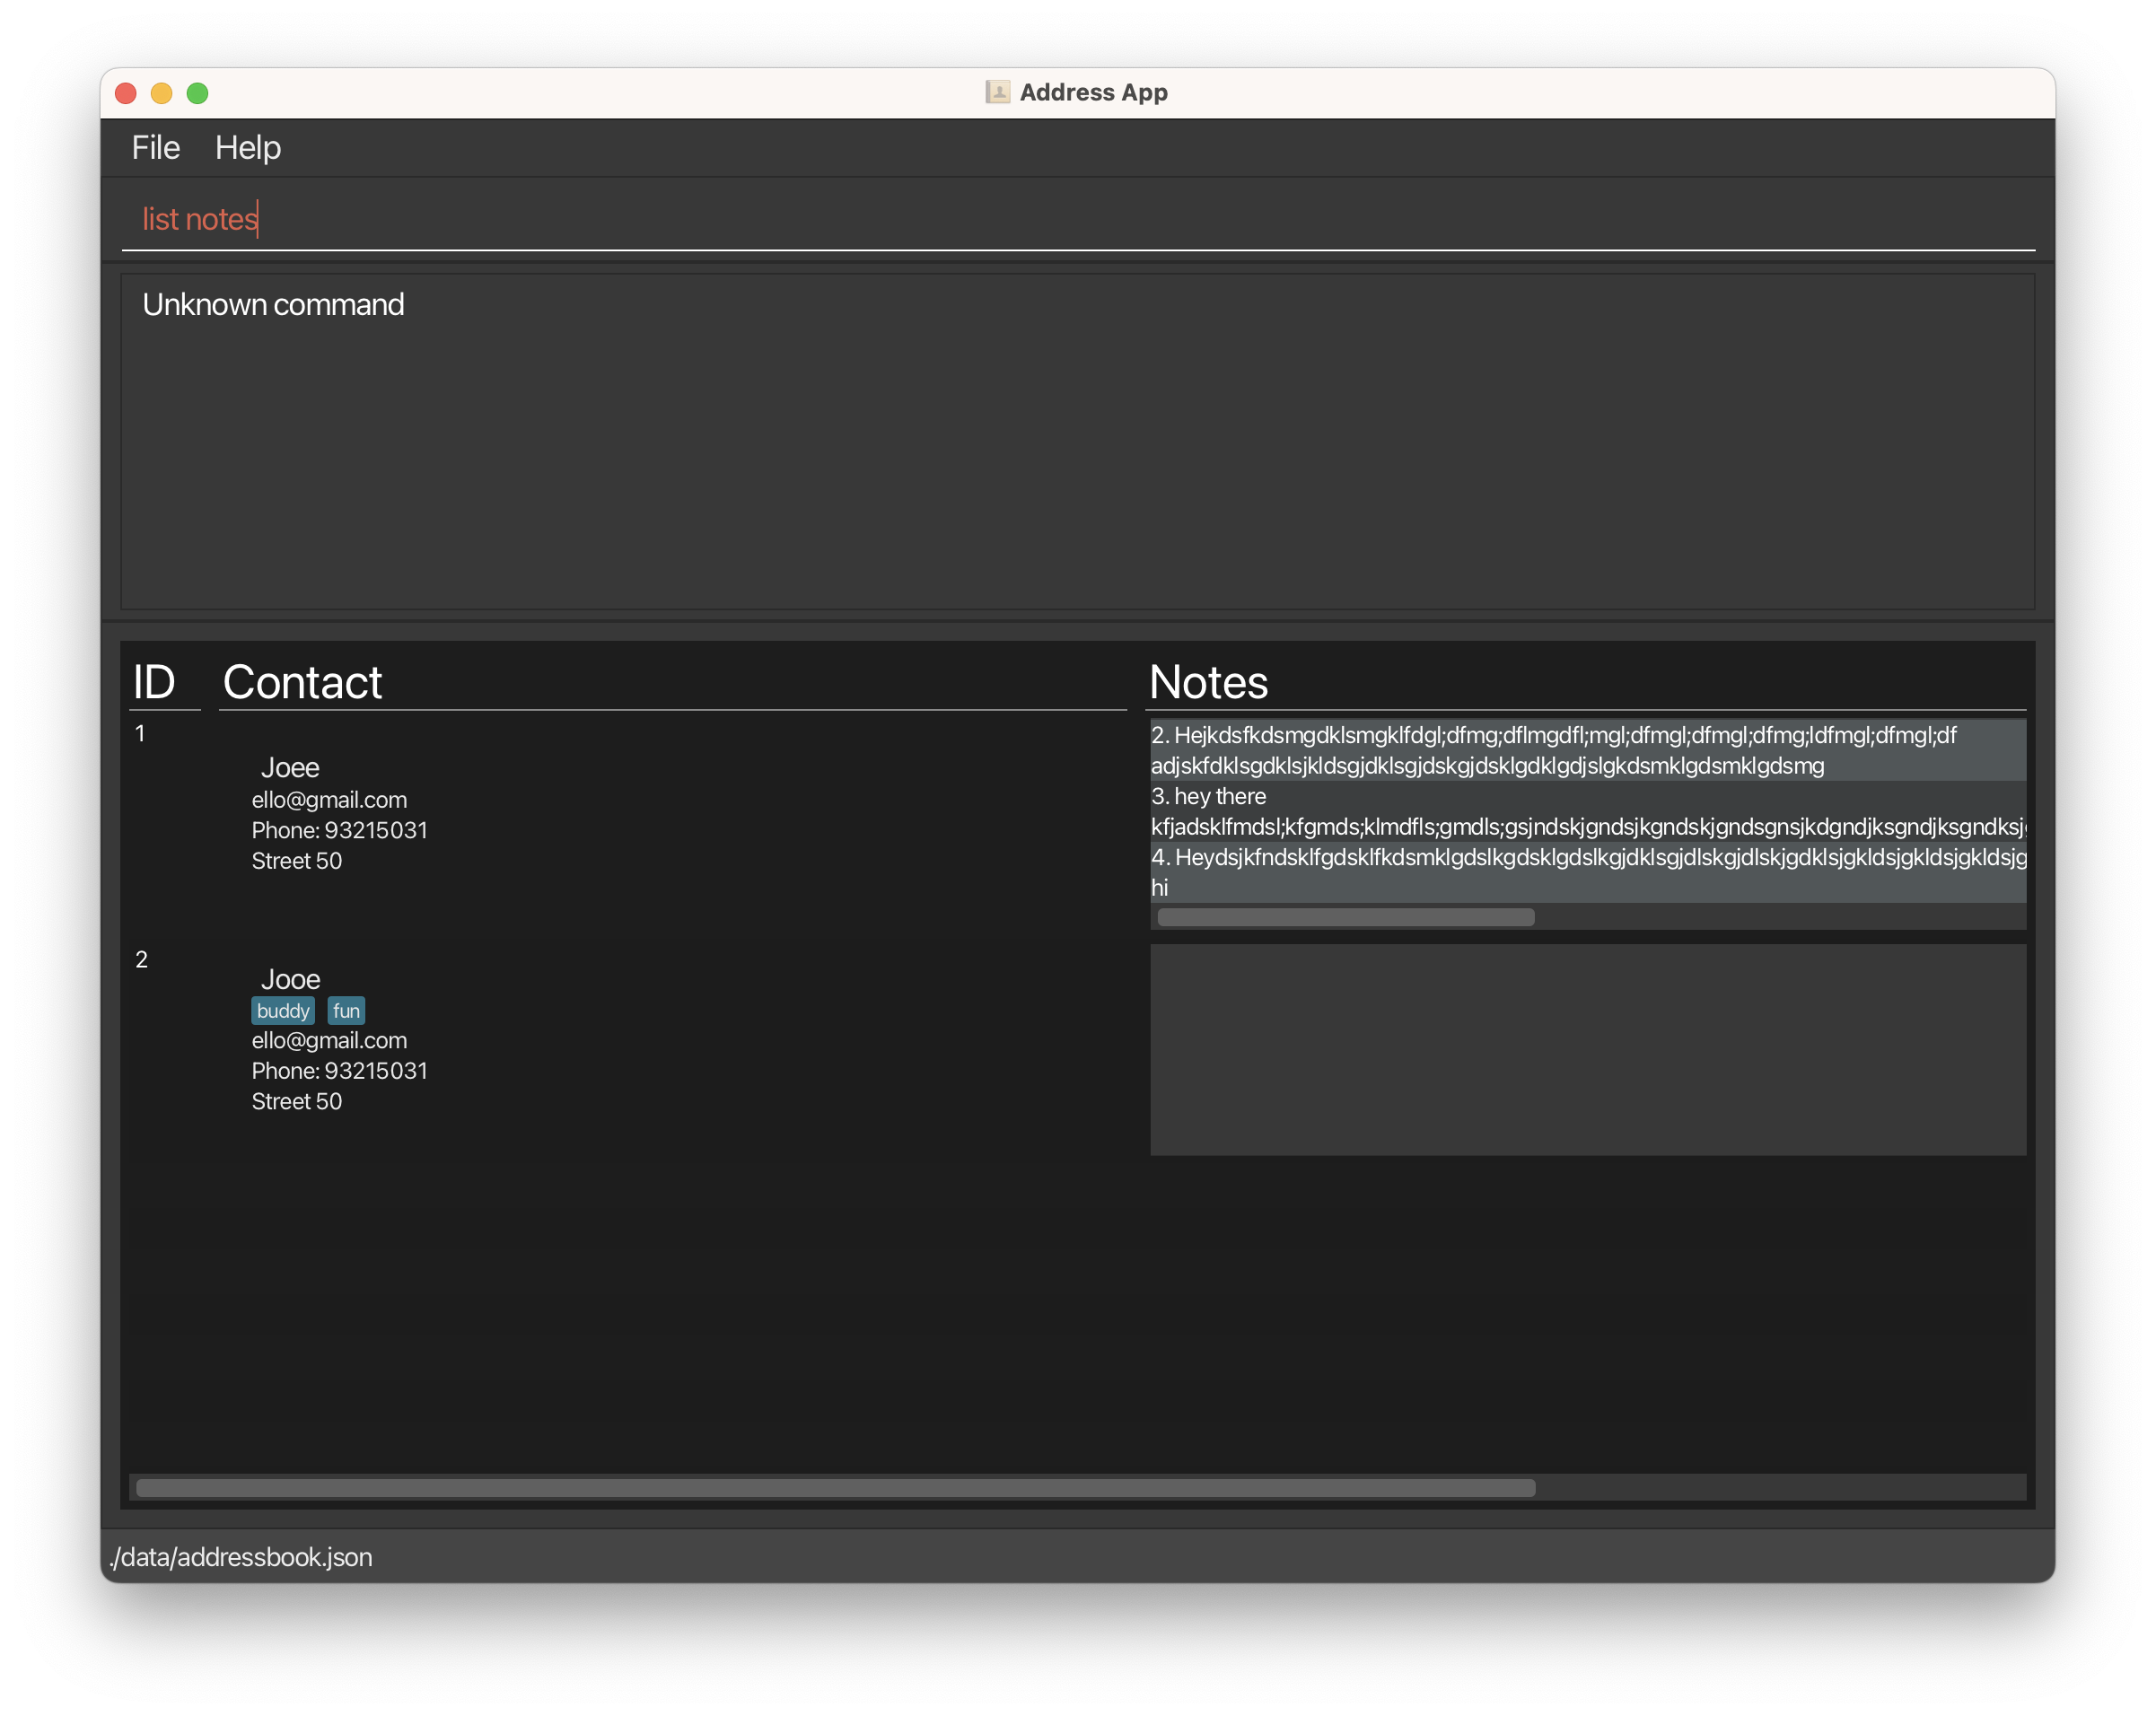 Address App
File Help
list notes
Unknown command
ID Contact Notes
1
Joee
ello@gmail.com
Phone: 93215031
Street 50
2. Hejkdsfkdsmgdklsmgklfdgl;dfmg;dflmgdfl;mgl;dfmgl;dfmgl;dfmg;ldfmgl;dfmgl;df
adjskfdklsgdklsjkldsgjdklsgjdskgjdsklgdklgdjslgkdsmklgdsmklgdsmg
3. hey there
kfjadsklfmdsl;kfgmds;klmdfls;gmdls;gsjndskjgndsjkgndskjgndsgnsjkdgndjksgndjksgndksj
4. Heydsjkfndsklfgdsklfkdsmklgdslkgdsklgdslkgjdklsgjdlskgjdlskjgdklsjgkldsjgkldsjgkldsjg
hi
2
Jooe
buddy fun
ello@gmail.com
Phone: 93215031
Street 50
./data/addressbook.json